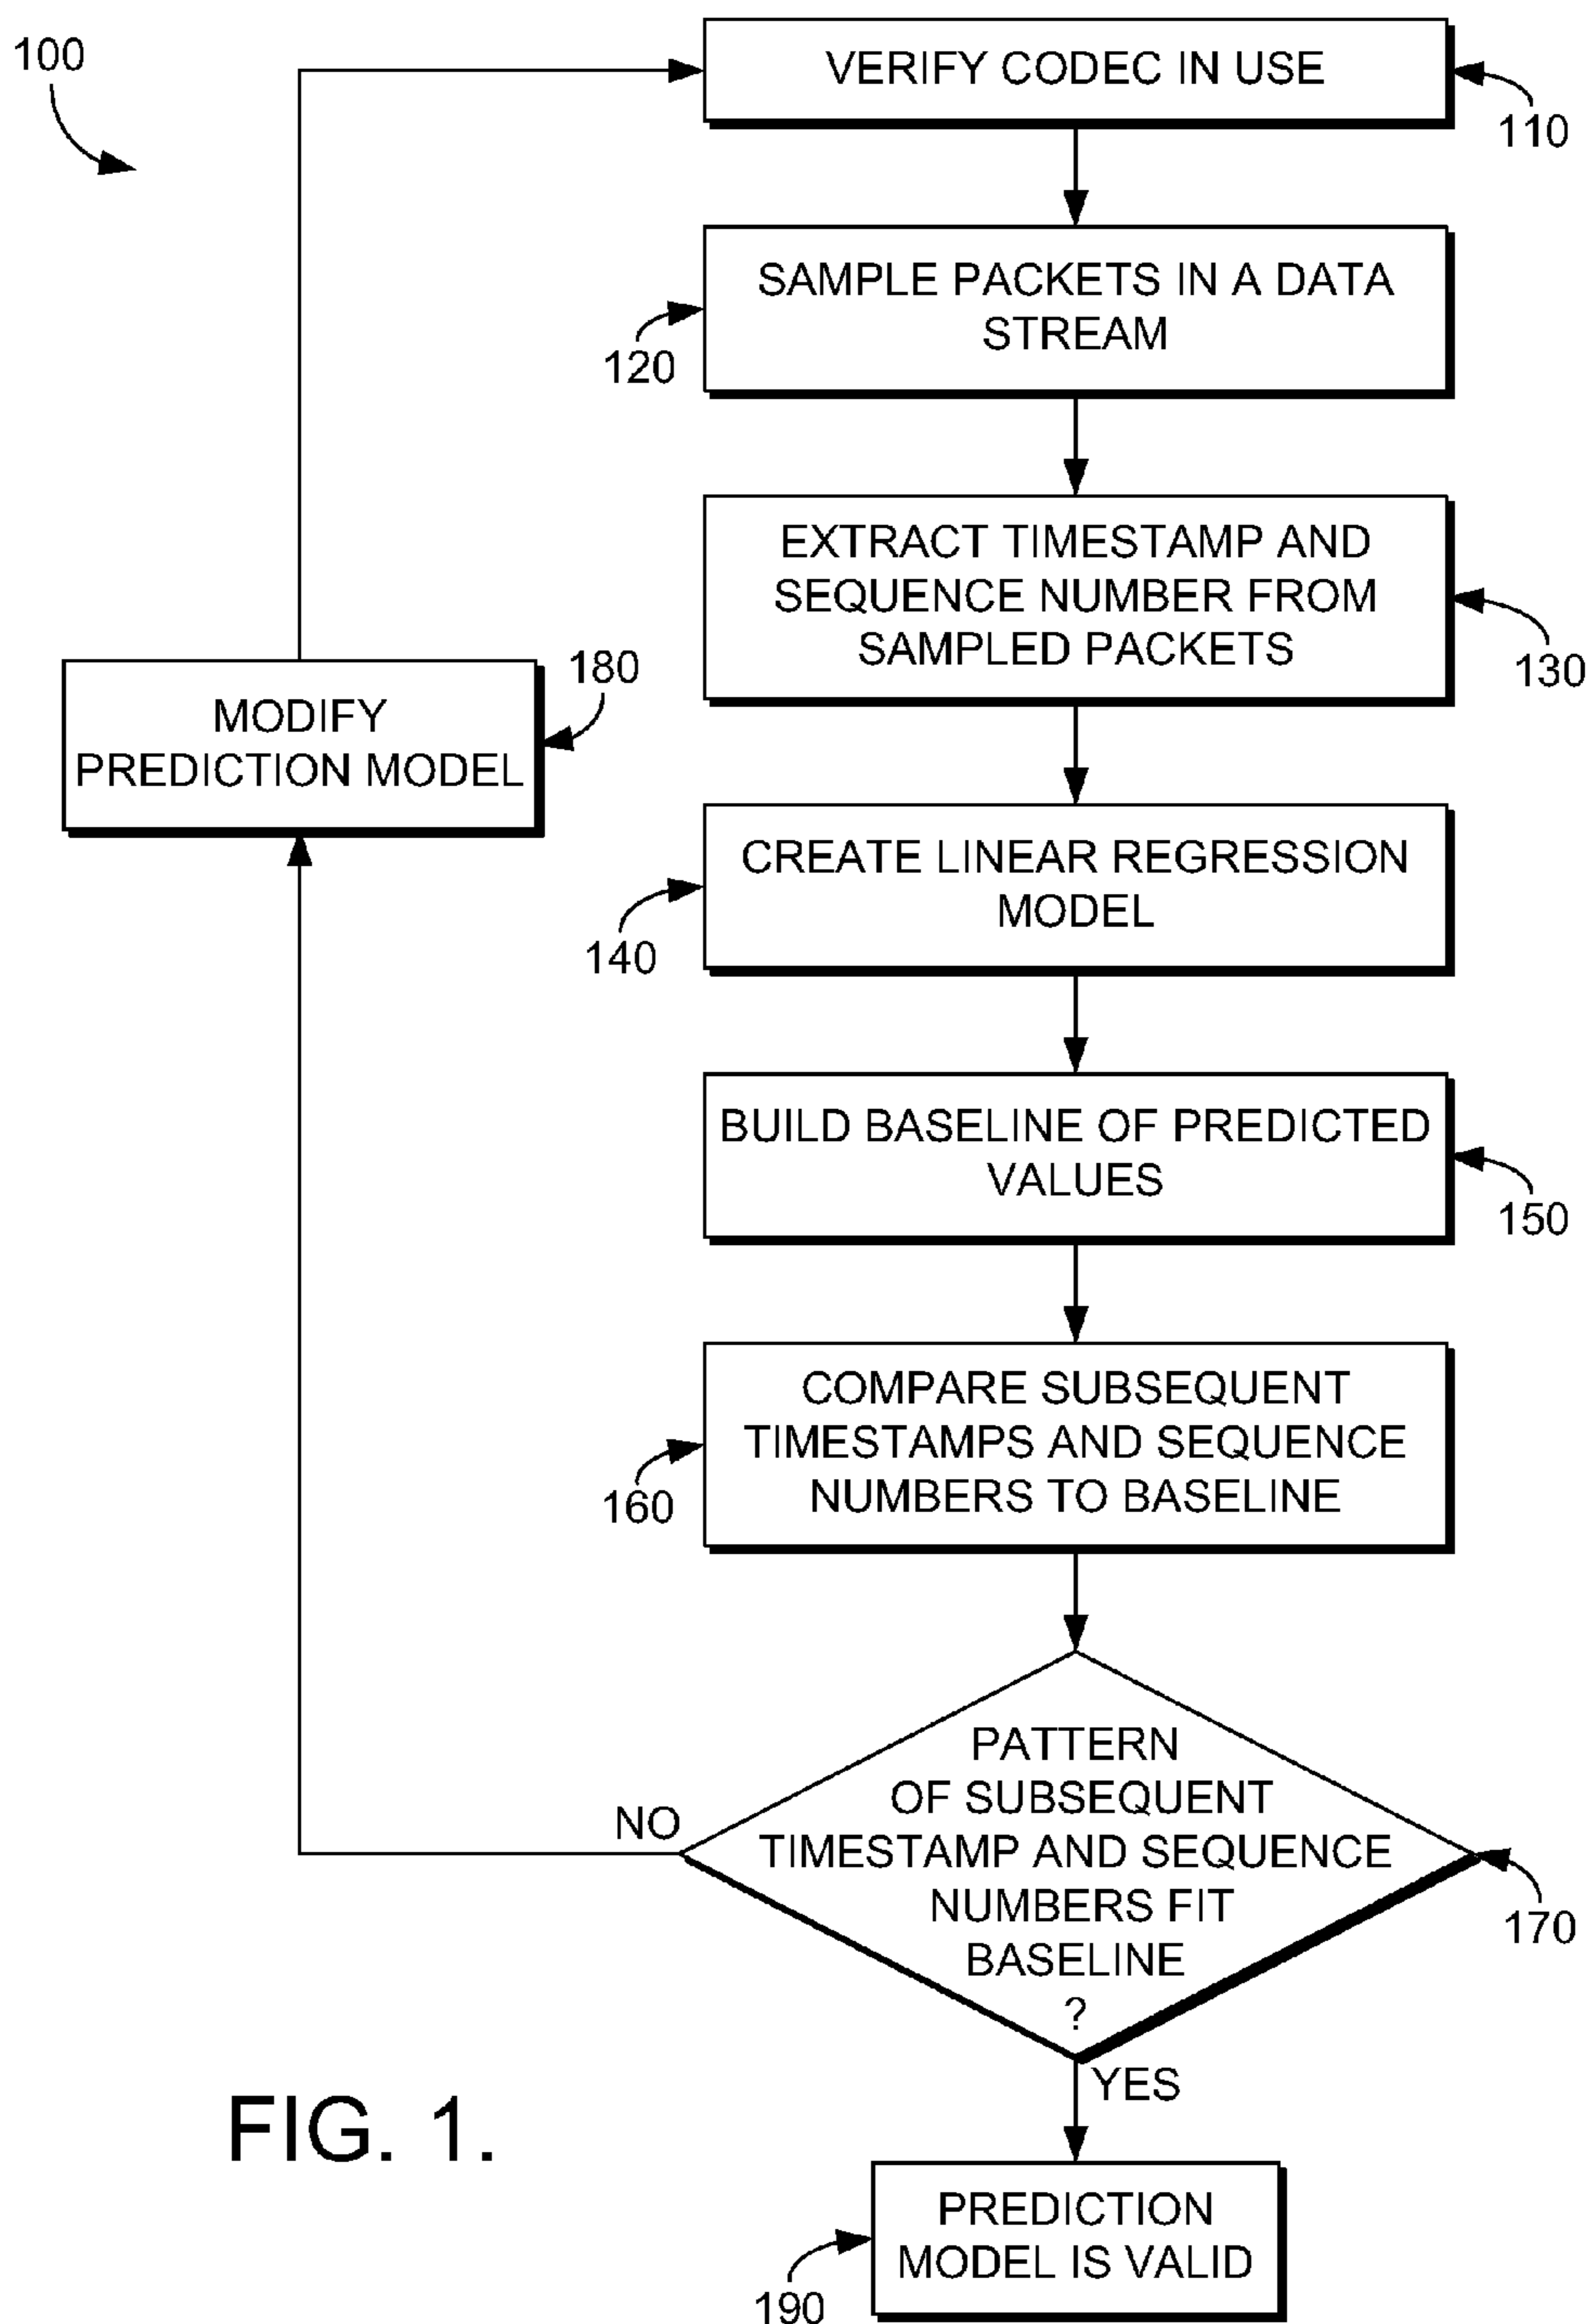 100
VERIFY CODEC IN USE
110
SAMPLE PACKETS IN A DATA
STREAM
120
EXTRACT TIMESTAMP AND
SEQUENCE NUMBER FROM
SAMPLED PACKETS
130
MODIFY
PREDICTION MODEL
180
CREATE LINEAR REGRESSION
MODEL
140
BUILD BASELINE OF PREDICTED
VALUES
150
COMPARE SUBSEQUENT
TIMESTAMPS AND SEQUENCE
NUMBERS TO BASELINE
160
PATTERN
OF SUBSEQUENT
TIMESTAMP AND SEQUENCE
NUMBERS FIT
BASELINE
?
170
NO
YES
PREDICTION
MODEL IS VALID
190
FIG. 1.